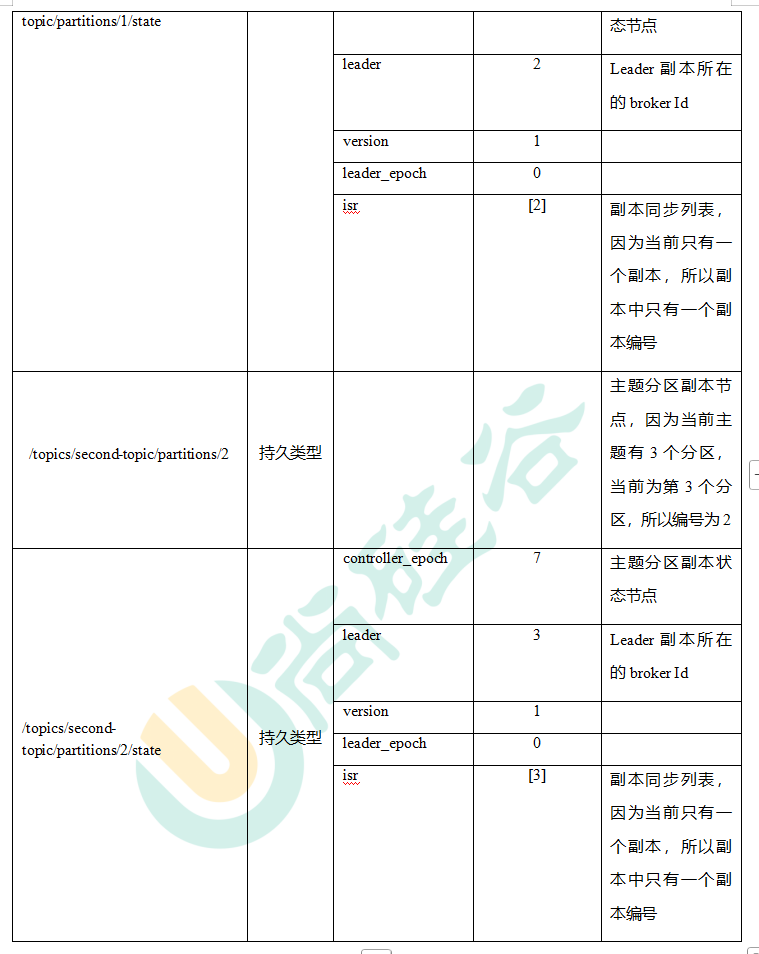 topic/partitions/1/state
态节点
leader
2
Leader 副本所在
的 broker Id
version
1
leader_epoch
0
isr
[2]
副本同步列表，
因为当前只有一
个副本，所以副
本中只有一个副
本编号
/topics/second-topic/partitions/2
持久类型
主题分区副本节
点，因为当前主
题有 3 个分区，
当前为第 3 个分
区，所以编号为 2
/topics/second-
topic/partitions/2/state
持久类型
controller_epoch
7
主题分区副本状
态节点
leader
3
Leader 副本所在
的 broker Id
version
1
leader_epoch
0
isr
[3]
副本同步列表，
因为当前只有一
个副本，所以副
本中只有一个副
本编号
尚硅谷